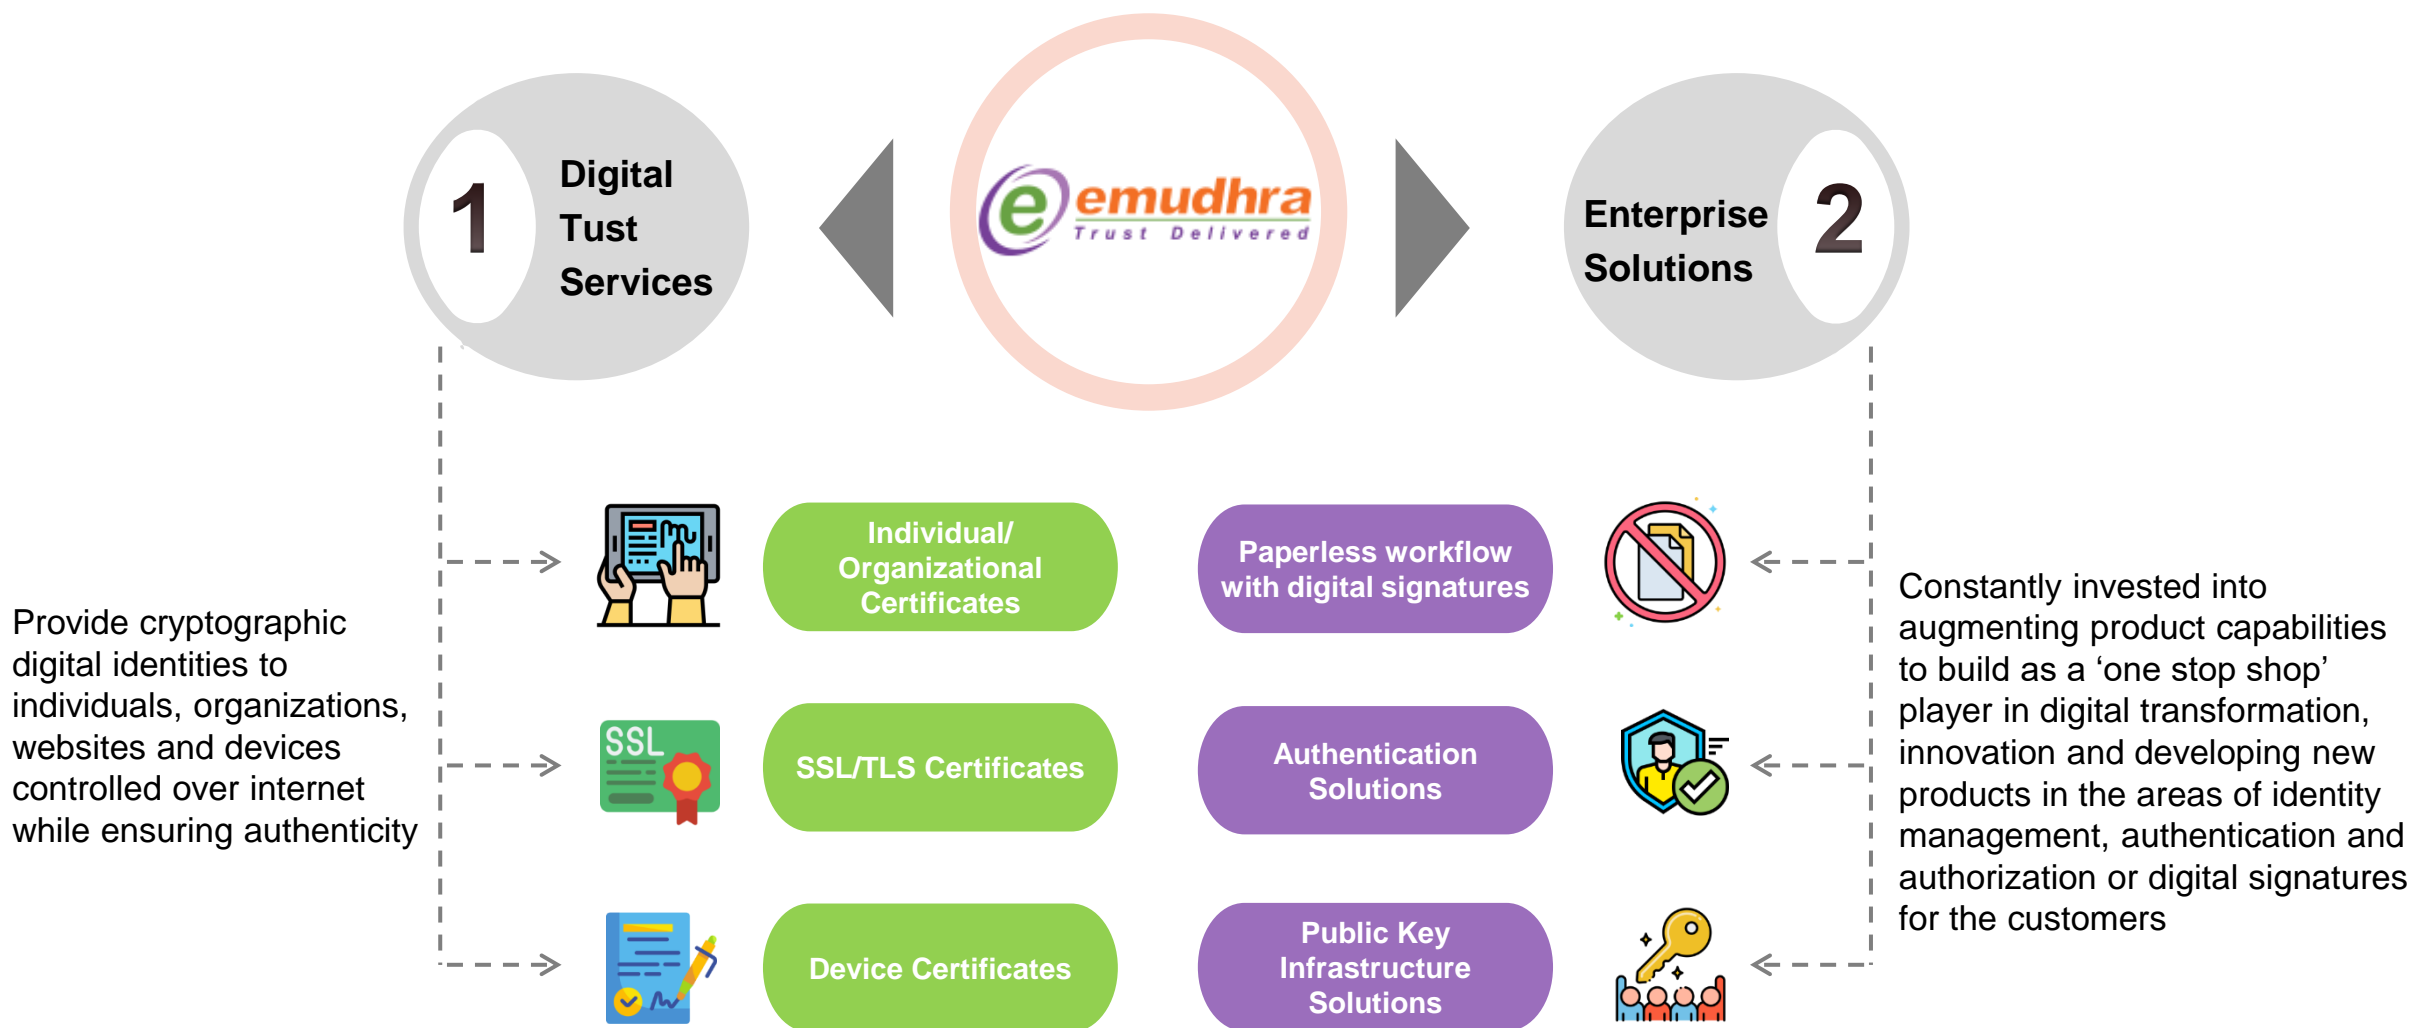 1
Digital
Tust
Services
e emudhra
Trust Delivered
Enterprise
Solutions
2
Provide cryptographic
digital identities to
individuals, organizations,
websites and devices
controlled over internet
while ensuring authenticity
Individual/
Organizational
Certificates
SSL
SSL/TLS Certificates
Device Certificates
Paperless workflow
with digital signatures
Authentication
Solutions
Public Key
Infrastructure
Solutions
Constantly invested into
augmenting product capabilities
to build as a ‘one stop shop’
player in digital transformation,
innovation and developing new
products in the areas of identity
management, authentication and
authorization or digital signatures
for the customers